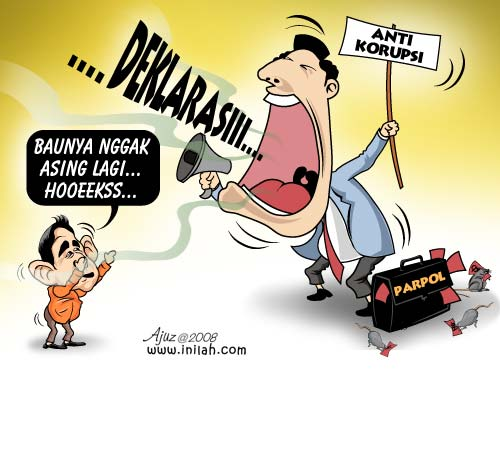 .... DEKLARASIII....
ANTI
KORUPSI
BAUNYA NGGAK
ASING LAGI...
HOOEEKSS...
PARPOL
Ajuz@2008
www.inilah.com